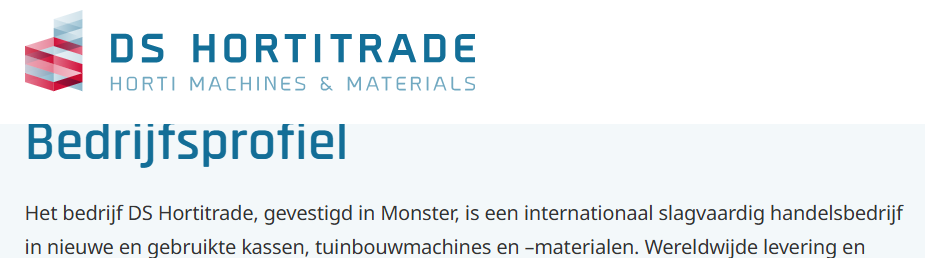 DS HORTITRADE
HORTI MACHINES & MATERIALS
Bedrijfsprofiel
Het bedrijf DS Hortitrade, gevestigd in Monster, is een internationaal slagvaardig handelsbedrijf
in nieuwe en gebruikte kassen, tuinbouwmachines en –materialen. Wereldwijde levering en